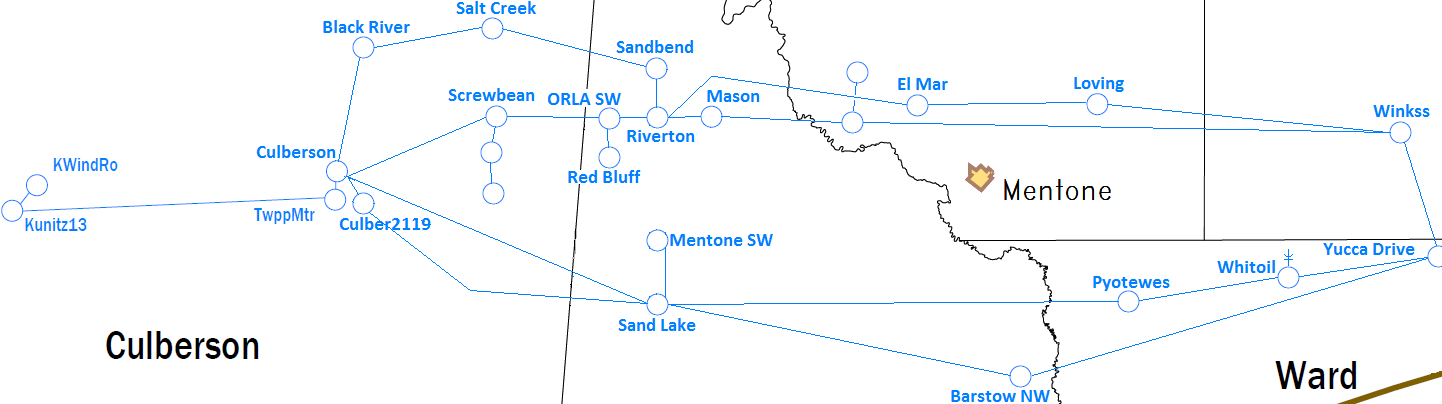 Salt Creek
Black River
Sandbend
El Mar
Loving
Screwbean
ORLA SW
Mason
Winkss
Riverton
Culberson
KWindRo
Red Bluff
Mentone
TwppMtr
Kunitz13
Culber2119
Mentone SW
Yucca Drive
Whitoil
Pyotewes
Sand Lake
Culberson
Ward
Barstow NW